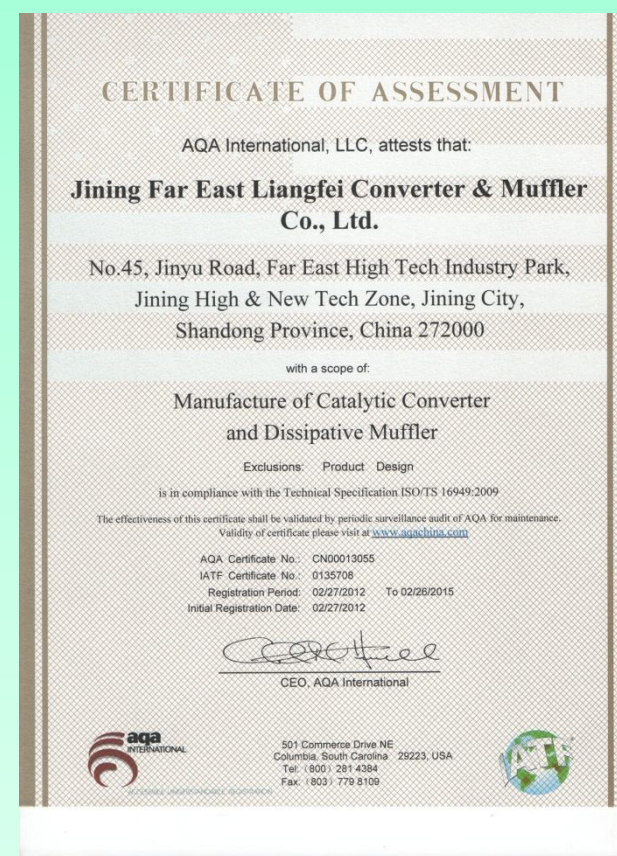 CERTIFICATE OF ASSESSMENT
AQA International, LLC, attests that:
Jining Far East Liangfei Converter & Muffler
Co., Ltd.
No.45, Jinyu Road, Far East High Tech Industry Park,
Jining High & New Tech Zone, Jining City,
Shandong Province, China 272000
with a scope of:
Manufacture of Catalytic Converter
and Dissipative Muffler
Exclusions: Product Design
is in compliance with the Technical Specification ISO/TS 16949:2009
The effectiveness of this certificate shall be validated by periodic surveillance audit of AQA for maintenance.
Validity of certificate please visit at www.aqachina.com
AQA Certificate No.: CN00013055
IATF Certificate No.: 0135708
Registration Period: 02/27/2012 To 02/26/2015
Initial Registration Date: 02/27/2012
CEO, AQA International
aqa
INTERNATIONAL
ACCESSIBLE UNDERSTANDABLE REGISTRATION
501 Commerce Drive NE
Columbia, South Carolina 29223, USA
Tel: (800) 281 4384
Fax: (803) 779 8109
IATF